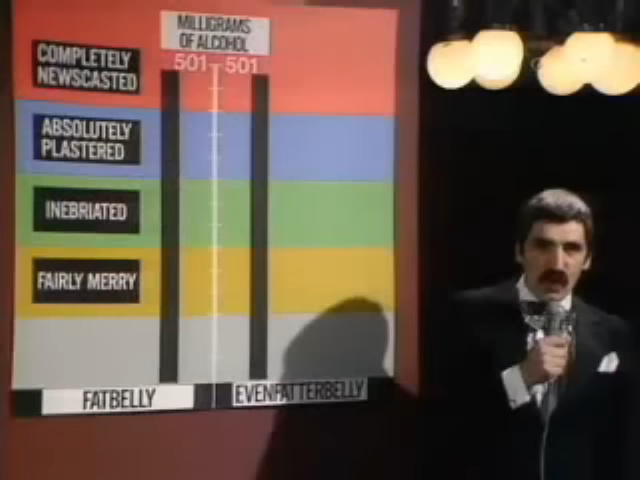 MILLIGRAMS
OF ALCOHOL
501 501
COMPLETELY
NEWSCASTED
ABSOLUTELY
PLASTERED
INEBRIATED
FAIRLY MERRY
FATBELLY
EVENFATTERBELLY